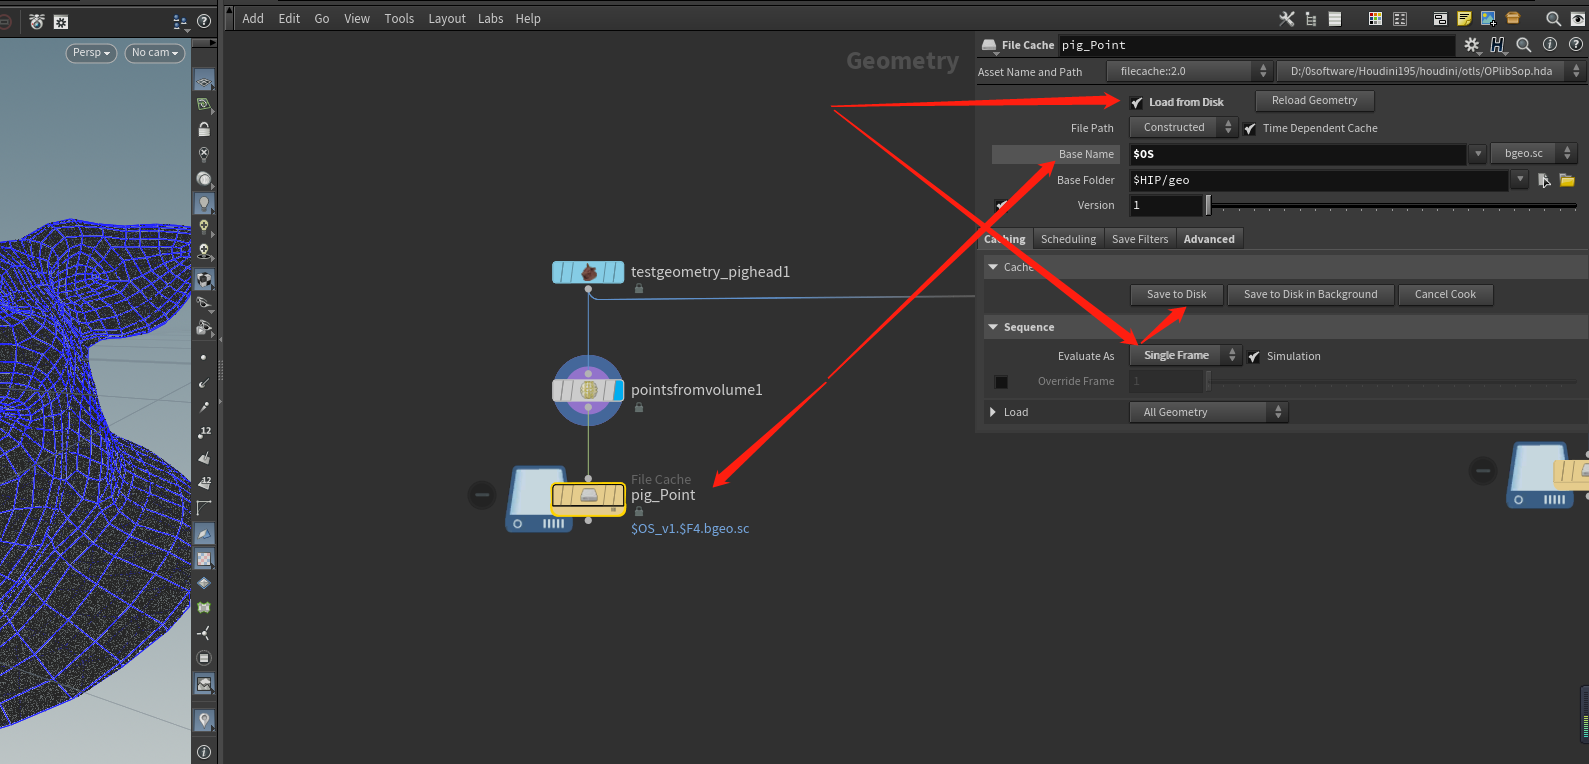 Add Edit Go View Tools Layout Labs Help
Persp No cam
Geometry
File Cache pig_Point
Asset Name and Path filecache::2.0 D:/0software/Houdini195/houdini/otls/OPlibSop.hda
Load from Disk Reload Geometry
File Path Constructed Time Dependent Cache
Base Name $OS bgeo.sc
Base Folder $HIP/geo
Version 1
Caching Scheduling Save Filters Advanced
Cache
Save to Disk Save to Disk in Background Cancel Cook
Sequence
Evaluate As Single Frame Simulation
Override Frame 1
Load All Geometry
testgeometry_pighead1
pointsfromvolume1
File Cache
pig_Point
$OS_v1.$F4.bgeo.sc
12
12